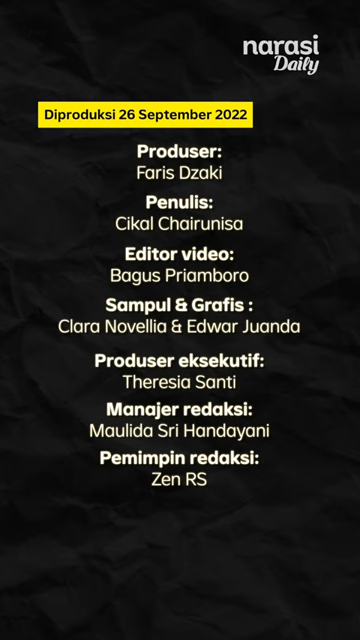 narasi
Daily
Diproduksi 26 September 2022
Produser:
Faris Dzaki
Penulis:
Cikal Chairunisa
Editor video:
Bagus Priamboro
Sampul & Grafis :
Clara Novellia & Edwar Juanda
Produser eksekutif:
Theresia Santi
Manajer redaksi:
Maulida Sri Handayani
Pemimpin redaksi:
Zen RS